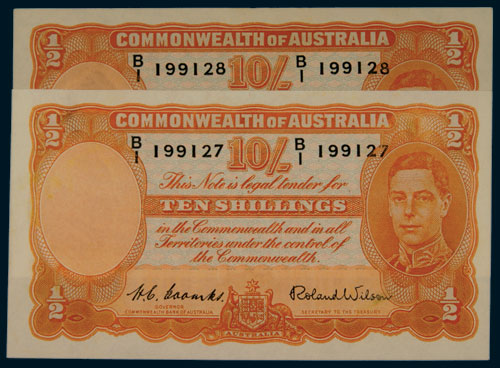 ½ COMMONWEALTH OF AUSTRALIA ½
B/1 199128 10/- B/1 199128
½ COMMONWEALTH OF AUSTRALIA ½
B/1 199127 10/- B/1 199127
This Note is legal tender for
TEN SHILLINGS
in the Commonwealth and in all
Territories under the control of
the Commonwealth.
H.C. Coombs. Roland Wilson
GOVERNOR SECRETARY TO THE TREASURY
COMMONWEALTH BANK OF AUSTRALIA
½ AUSTRALIA ½